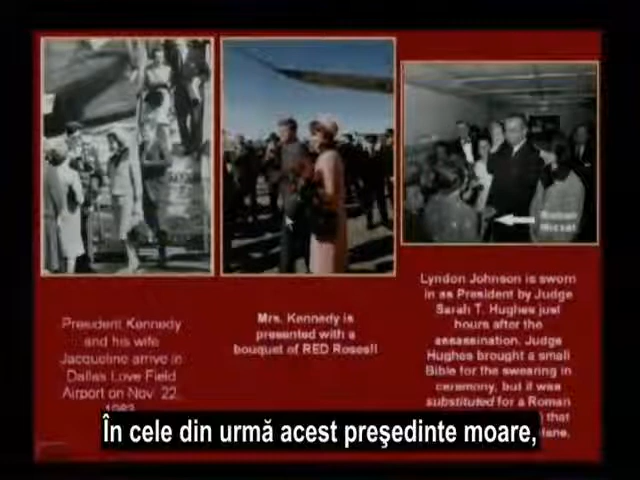 President Kennedy
and his wife
Jacqueline arrive in
Dallas Love Field
Airport on Nov. 22,
1963
Mrs. Kennedy is
presented with a
bouquet of RED Roses!!
Roman
Missal
Lyndon Johnson is sworn
in as President by Judge
Sarah T. Hughes just
hours after the
assassination. Judge
Hughes brought a small
Bible for the swearing in
ceremony, but it was
substituted for a Roman
that
În cele din urmă acest preşedinte moare,